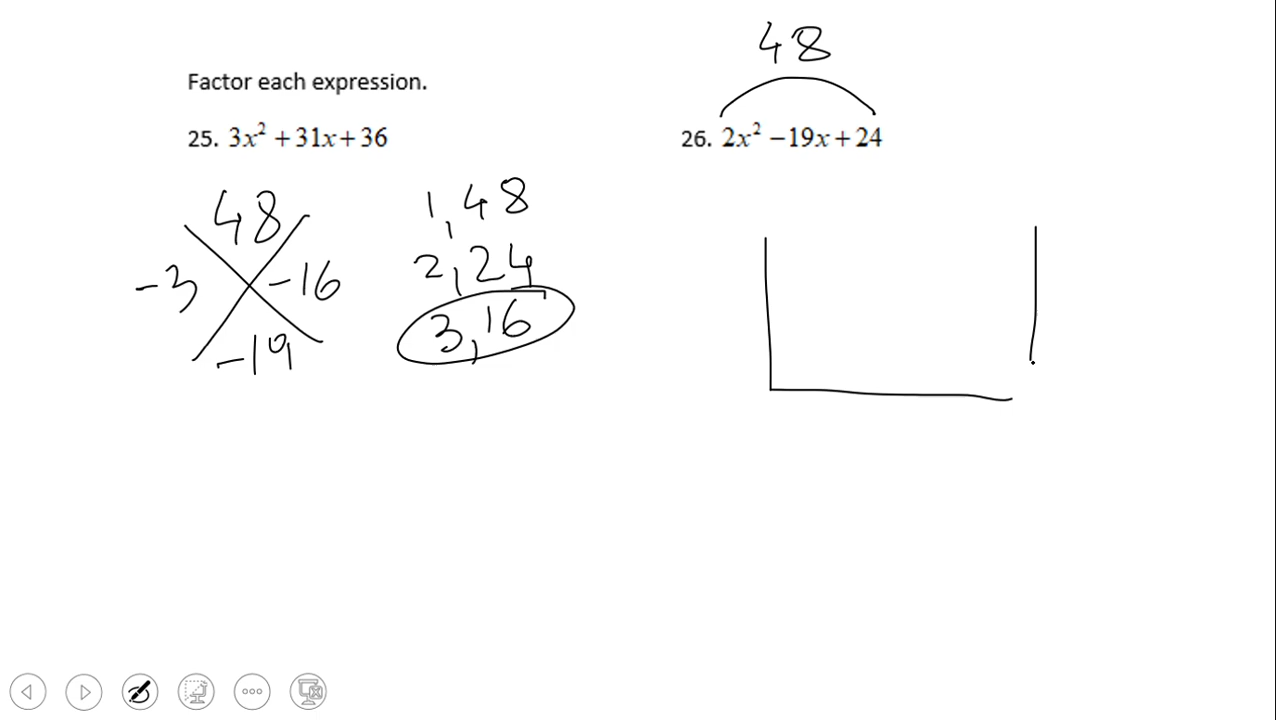 48
Factor each expression.
25. 3x² + 31x + 36
26. 2x² − 19x + 24
48
-3
-16
-19
1,48
2,24
3,16